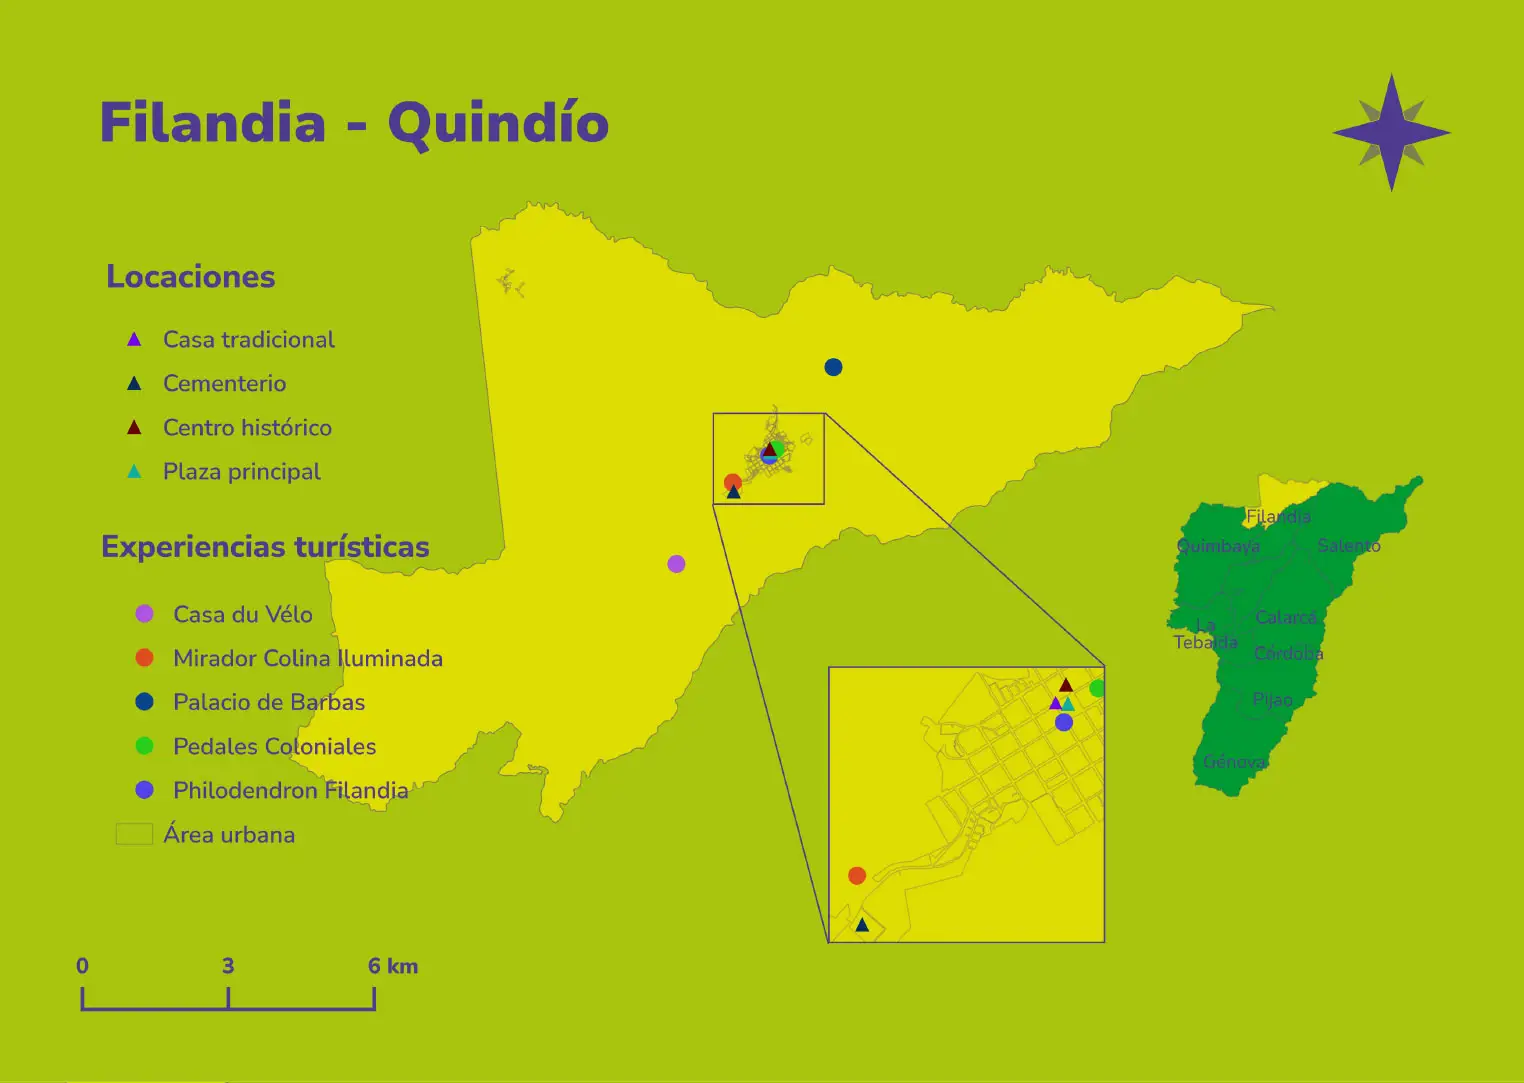 Filandia - Quindío
Locaciones
Casa tradicional
Cementerio
Centro histórico
Plaza principal
Experiencias turísticas
Casa du Vélo
Mirador Colina Iluminada
Palacio de Barbas
Pedales Coloniales
Philodendron Filandia
Área urbana
0 3 6 km
Filandia
Quimbaya
Salento
Calarcá
La
Tebaida
Córdoba
Pijao
Génova